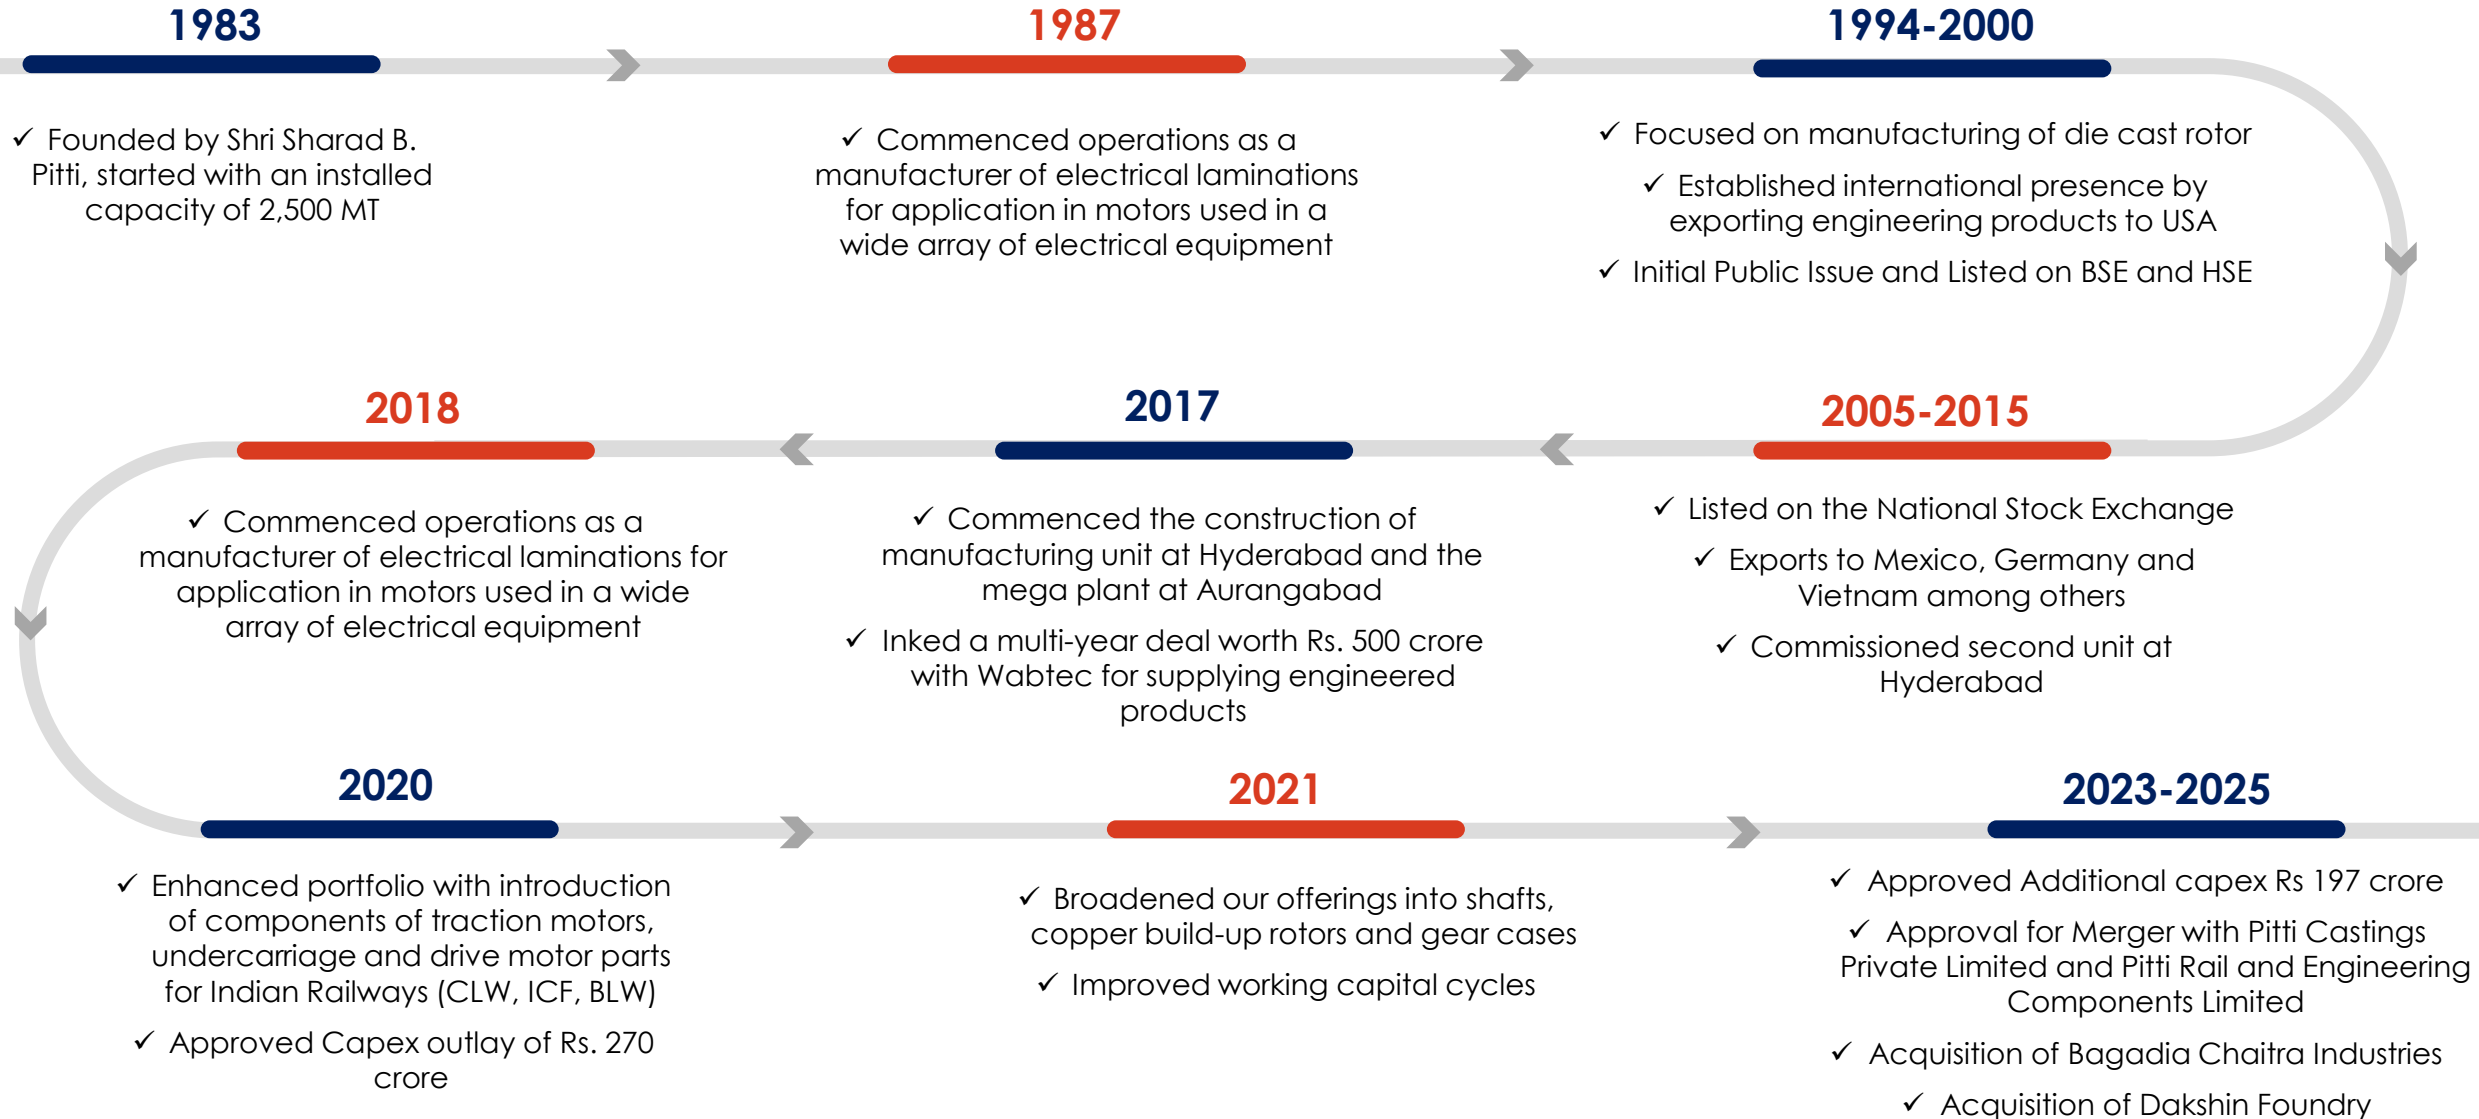 1983
✓ Founded by Shri Sharad B.
Pitti, started with an installed
capacity of 2,500 MT
1987
✓ Commenced operations as a
manufacturer of electrical laminations
for application in motors used in a
wide array of electrical equipment
1994-2000
✓ Focused on manufacturing of die cast rotor
✓ Established international presence by
exporting engineering products to USA
✓ Initial Public Issue and Listed on BSE and HSE
2005-2015
✓ Listed on the National Stock Exchange
✓ Exports to Mexico, Germany and
Vietnam among others
✓ Commissioned second unit at
Hyderabad
2017
✓ Commenced the construction of
manufacturing unit at Hyderabad and the
mega plant at Aurangabad
✓ Inked a multi-year deal worth Rs. 500 crore
with Wabtec for supplying engineered
products
2018
✓ Commenced operations as a
manufacturer of electrical laminations for
application in motors used in a wide
array of electrical equipment
2020
✓ Enhanced portfolio with introduction
of components of traction motors,
undercarriage and drive motor parts
for Indian Railways (CLW, ICF, BLW)
✓ Approved Capex outlay of Rs. 270
crore
2021
✓ Broadened our offerings into shafts,
copper build-up rotors and gear cases
✓ Improved working capital cycles
2023-2025
✓ Approved Additional capex Rs 197 crore
✓ Approval for Merger with Pitti Castings
Private Limited and Pitti Rail and Engineering
Components Limited
✓ Acquisition of Bagadia Chaitra Industries
✓ Acquisition of Dakshin Foundry